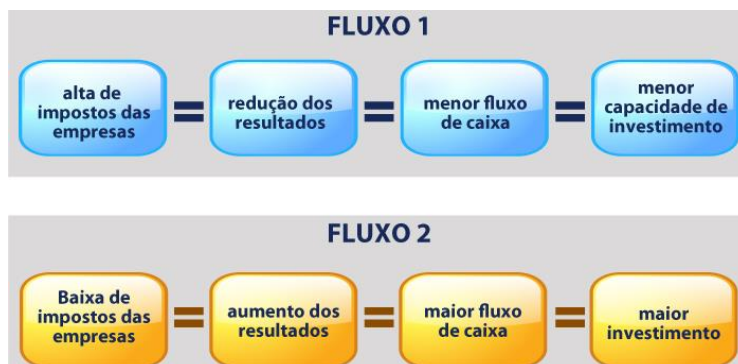 FLUXO 1
alta de
impostos das
empresas
=
redução dos
resultados
=
menor fluxo
de caixa
=
menor
capacidade de
investimento
FLUXO 2
Baixa de
impostos das
empresas
=
aumento dos
resultados
=
maior fluxo
de caixa
=
maior
investimento